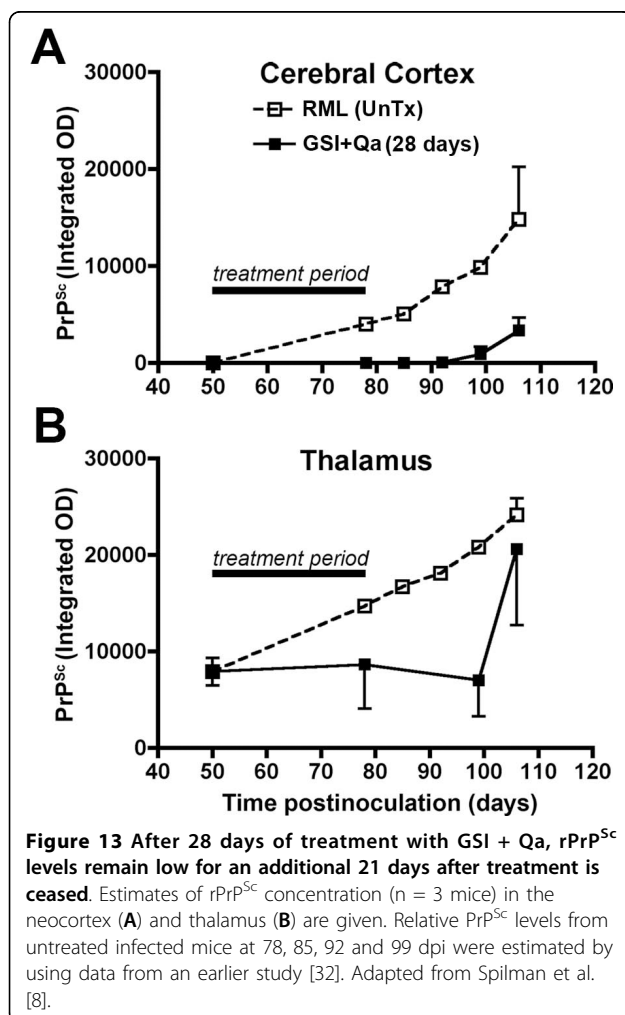 A
Cerebral Cortex
RML (UnTx)
GSI+Qa (28 days)
treatment period
PrP^Sc (Integrated OD)
30000
20000
10000
0
40 50 60 70 80 90 100 110 120
B
Thalamus
treatment period
PrP^Sc (Integrated OD)
30000
20000
10000
0
40 50 60 70 80 90 100 110 120
Time postinoculation (days)
Figure 13 After 28 days of treatment with GSI + Qa, rPrP^Sc
levels remain low for an additional 21 days after treatment is
ceased. Estimates of rPrP^Sc concentration (n = 3 mice) in the
neocortex (A) and thalamus (B) are given. Relative PrP^Sc levels from
untreated infected mice at 78, 85, 92 and 99 dpi were estimated by
using data from an earlier study [32]. Adapted from Spilman et al.
[8].